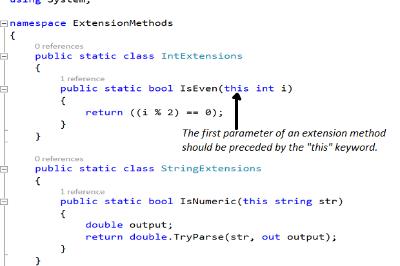 using System;
namespace ExtensionMethods
{
0 references
public static class IntExtensions
{
1 reference
public static bool IsEven(this int i)
{
return ((i % 2) == 0);
}
}
The first parameter of an extension method
should be preceded by the "this" keyword.
0 references
public static class StringExtensions
{
1 reference
public static bool IsNumeric(this string str)
{
double output;
return double.TryParse(str, out output);
}
}